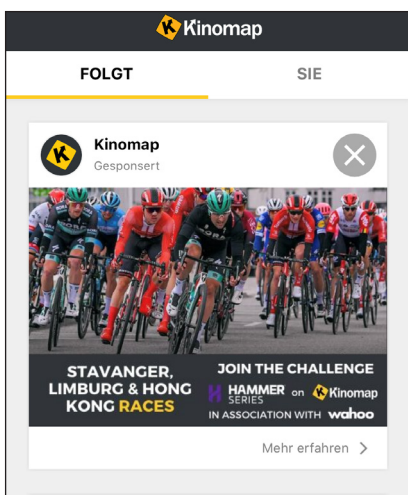 Kinomap
FOLGT
SIE
Kinomap
Gesponsert
STAVANGER,
LIMBURG & HONG
KONG RACES
JOIN THE CHALLENGE
HAMMER SERIES on Kinomap
IN ASSOCIATION WITH wahoo
Mehr erfahren